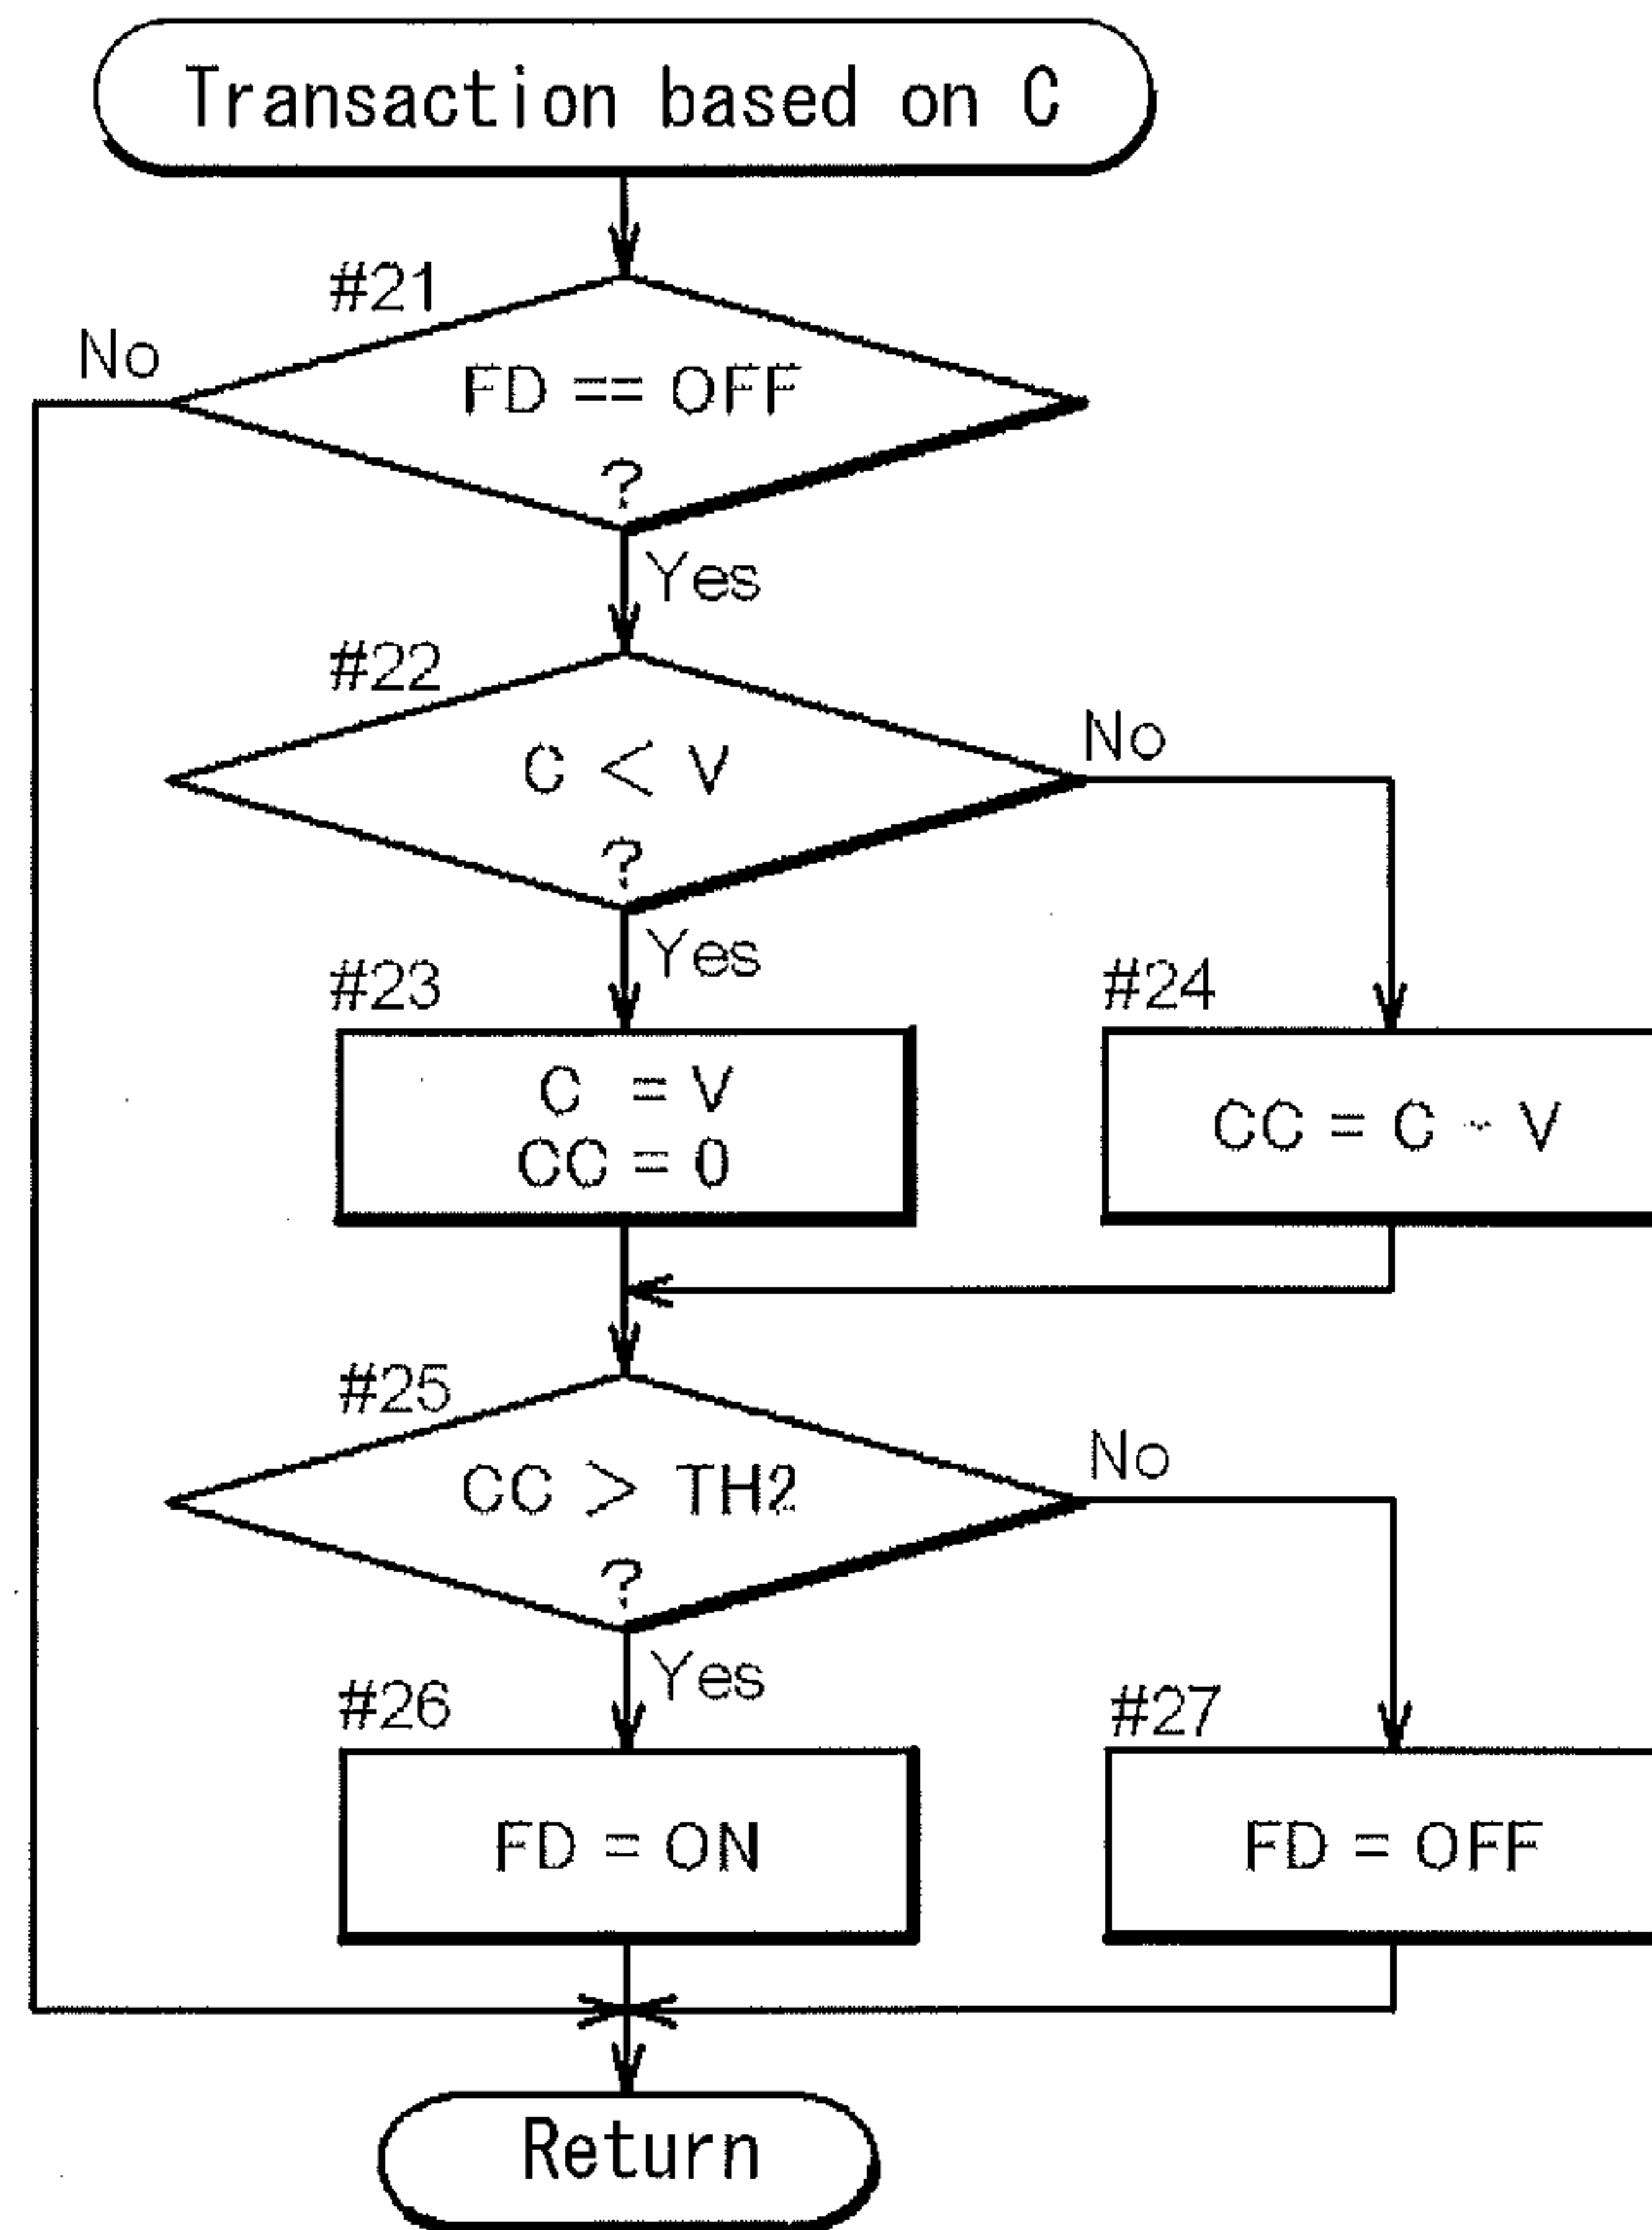 Transaction based on C
#21
No
FD == OFF
?
Yes
#22
No
C < V
?
Yes
#23
C = V
CC = 0
#24
CC = C - V
#25
No
CC > TH2
?
Yes
#26
FD = ON
#27
FD = OFF
Return